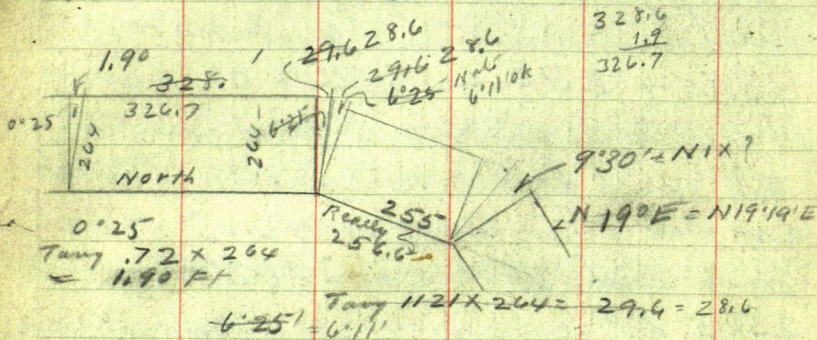 328.6
1.9
326.7
1.90
29.6 28.6
29.6 28.6
328.
6°25 Nate
6°11' OK
0°25
326.7
264
264
6°25
North
9°30' = N1X?
N 19°E = N19°19'E
255
Really
256.6
0°25
Tang .72 X 264
= 1.90 Ft
Tang 1121 X 264 = 29.6 = 28.6
6°25' = 6°11'